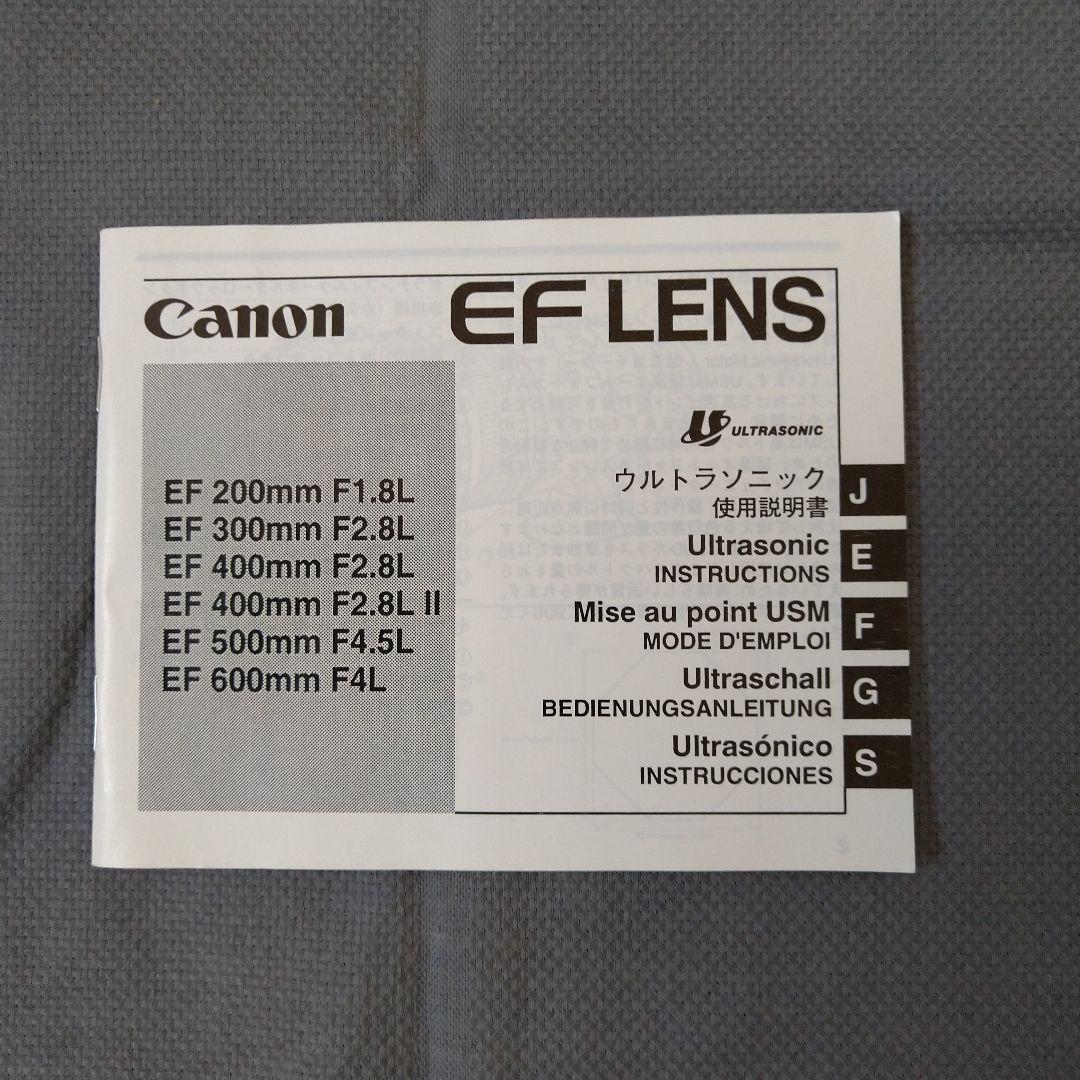 Canon
EF LENS
EF 200mm F1.8L
EF 300mm F2.8L
EF 400mm F2.8L
EF 400mm F2.8L II
EF 500mm F4.5L
EF 600mm F4L
ULTRASONIC
ウルトラソニック
使用説明書
J
Ultrasonic
INSTRUCTIONS
E
Mise au point USM
MODE D'EMPLOI
F
Ultraschall
BEDIENUNGSANLEITUNG
G
Ultrasónico
INSTRUCCIONES
S